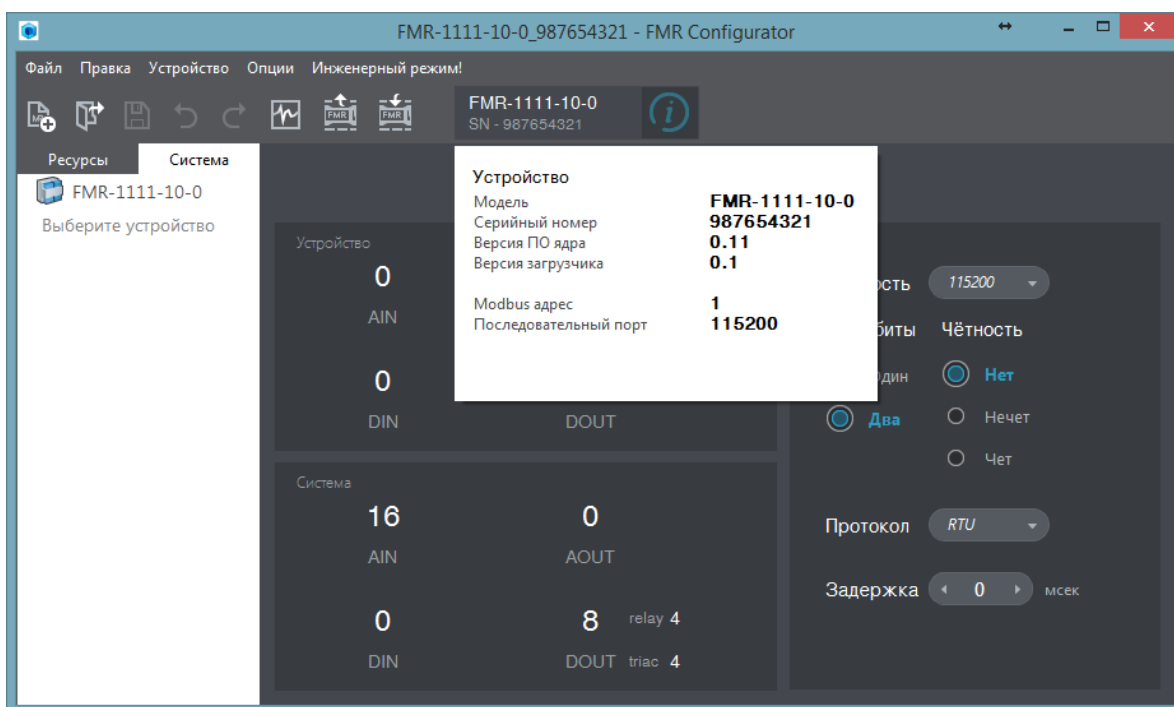 FMR-1111-10-0_987654321 - FMR Configurator
Файл Правка Устройство Опции Инженерный режим!
FMR-1111-10-0
SN - 987654321
FMR FMR
Ресурсы Система
FMR-1111-10-0
Выберите устройство
Устройство
Модель FMR-1111-10-0
Серийный номер 987654321
Версия ПО ядра 0.11
Версия загрузчика 0.1
Modbus адрес 1
Последовательный порт 115200
Устройство
0
AIN
0
DIN DOUT
115200
Чётность
Нет
Два Нечет
Чет
Система
16 0
AIN AOUT
0 8 relay 4
DIN DOUT triac 4
Протокол RTU
Задержка 0 мсек